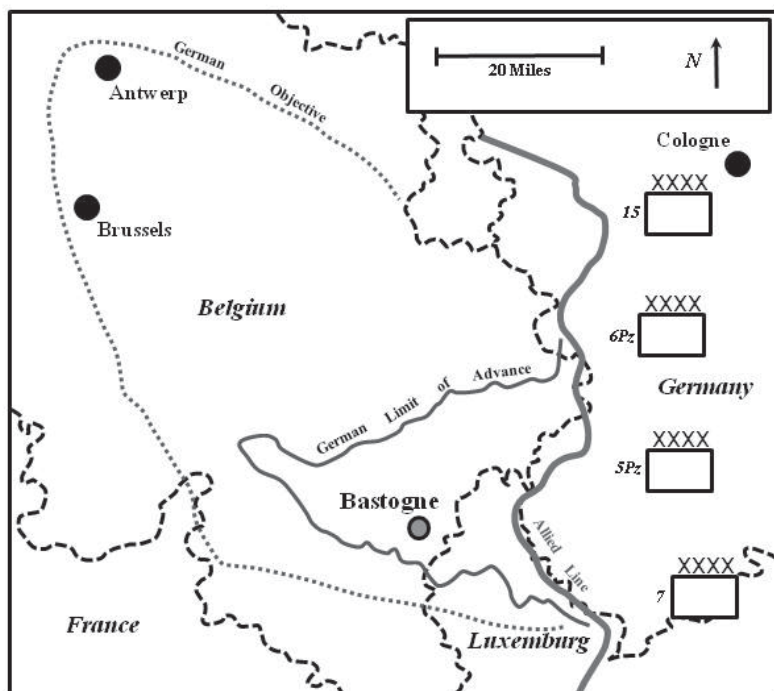 German
Objective
20 Miles
N
Antwerp
Cologne
XXXX
15
Brussels
Belgium
XXXX
6Pz
German Limit of Advance
Germany
XXXX
5Pz
Bastogne
Allied Line
XXXX
7
France
Luxemburg